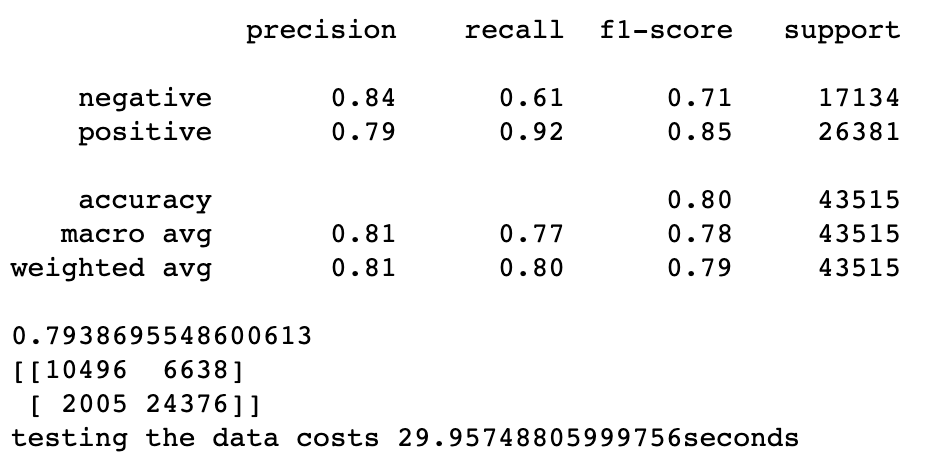 precision recall f1-score support
negative 0.84 0.61 0.71 17134
positive 0.79 0.92 0.85 26381
accuracy 0.80 43515
macro avg 0.81 0.77 0.78 43515
weighted avg 0.81 0.80 0.79 43515
0.7938695548600613
[[10496 6638]
[ 2005 24376]]
testing the data costs 29.95748805999756seconds